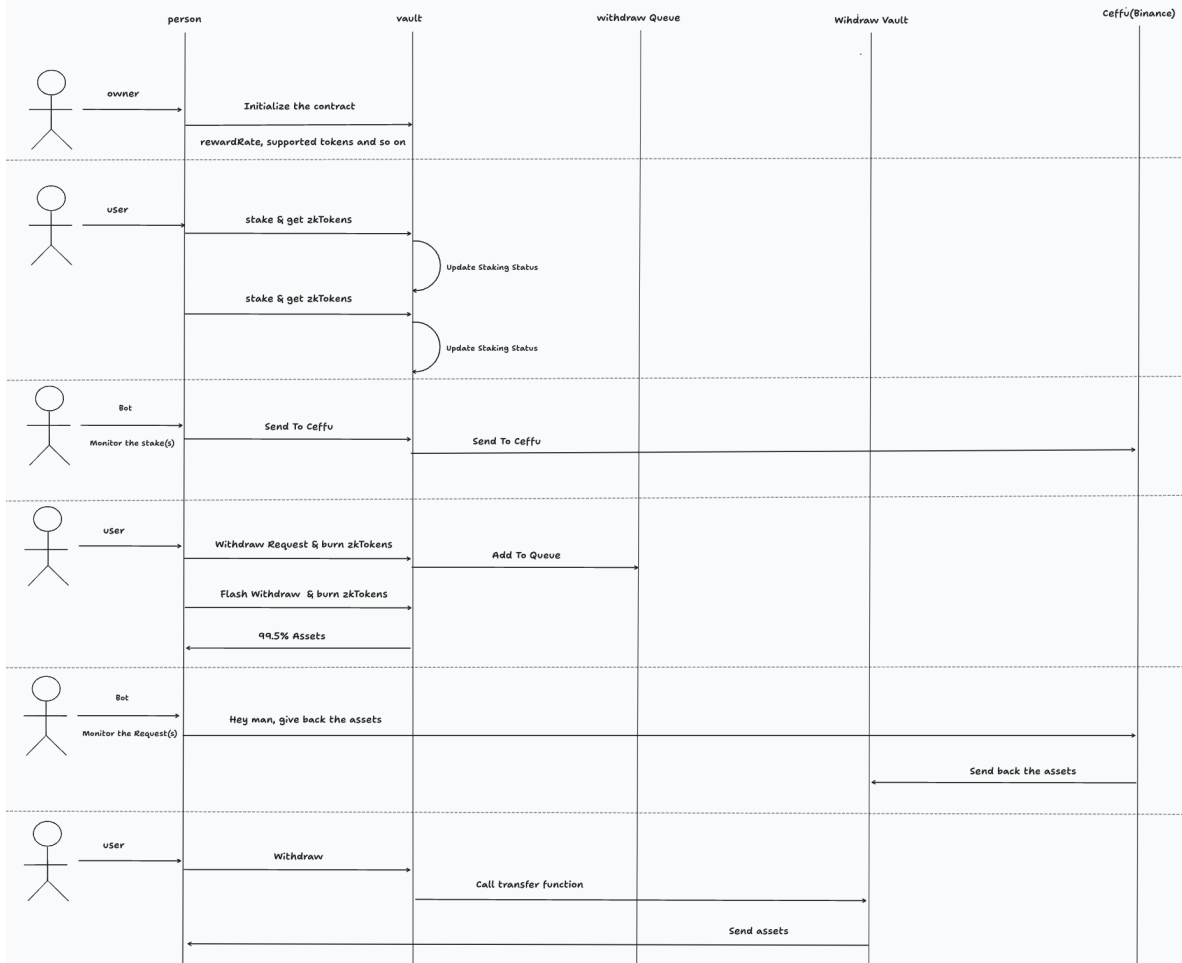 person
vault
withdraw Queue
Wihdraw Vault
Ceffu(Binance)
owner
Initialize the contract
rewardRate, supported tokens and so on
user
stake & get zkTokens
Update Staking Status
stake & get zkTokens
Update Staking Status
Bot
Monitor the stake(s)
Send To Ceffu
Send To Ceffu
user
Withdraw Request & burn zkTokens
Add To Queue
Flash Withdraw & burn zkTokens
99.5% Assets
Bot
Monitor the Request(s)
Hey man, give back the assets
Send back the assets
user
Withdraw
Call transfer function
Send assets